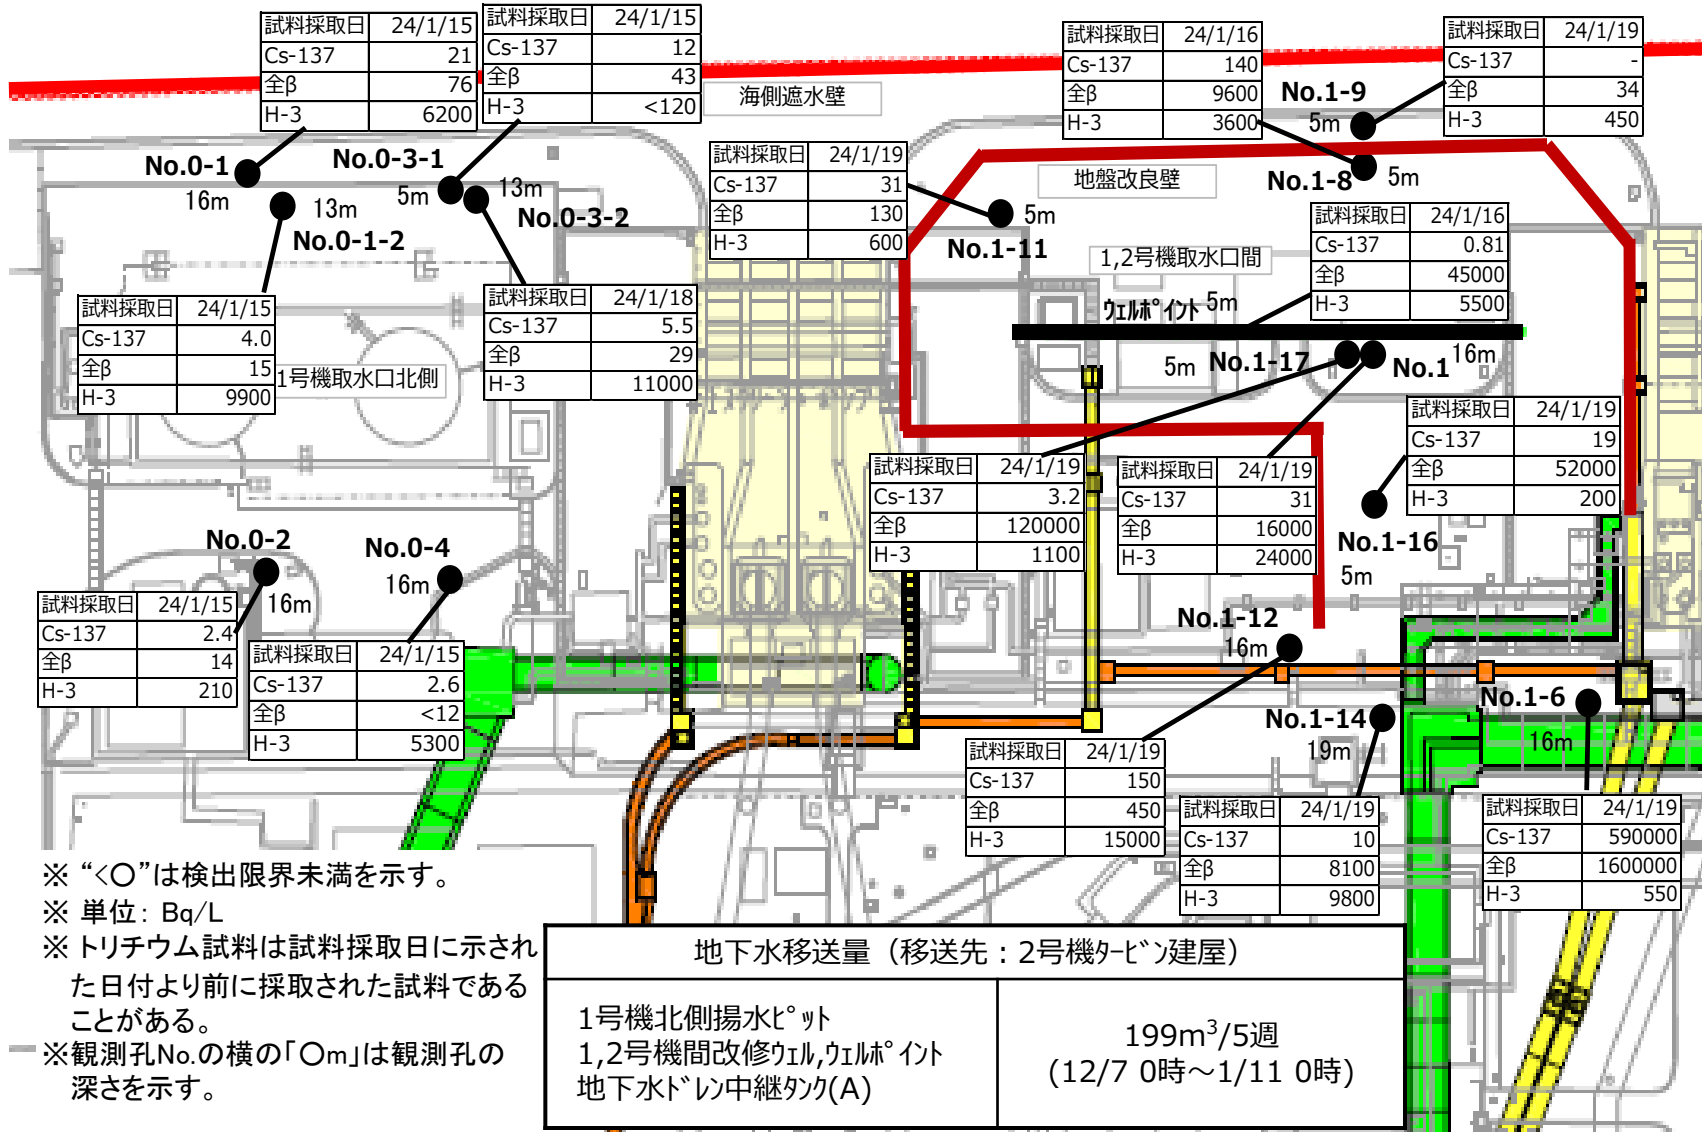 試料採取日 24/1/15
Cs-137 21
全β 76
H-3 6200
試料採取日 24/1/15
Cs-137 12
全β 43
H-3 <120
海側遮水壁
試料採取日 24/1/16
Cs-137 140
全β 9600
H-3 3600
試料採取日 24/1/19
Cs-137 -
全β 34
H-3 450
No.1-9
5m
No.0-1
16m
No.0-3-1
5m
13m
No.0-3-2
13m
No.0-1-2
試料採取日 24/1/19
Cs-137 31
全β 130
H-3 600
5m
No.1-11
地盤改良壁
No.1-8
5m
1,2号機取水口間
試料採取日 24/1/16
Cs-137 0.81
全β 45000
H-3 5500
ｳｪﾙﾎﾟｲﾝﾄ 5m
試料採取日 24/1/15
Cs-137 4.0
全β 15
H-3 9900
1号機取水口北側
試料採取日 24/1/18
Cs-137 5.5
全β 29
H-3 11000
5m No.1-17
No.1 16m
試料採取日 24/1/19
Cs-137 19
全β 52000
H-3 200
試料採取日 24/1/19
Cs-137 3.2
全β 120000
H-3 1100
試料採取日 24/1/19
Cs-137 31
全β 16000
H-3 24000
No.1-16
5m
No.0-2
16m
No.0-4
16m
試料採取日 24/1/15
Cs-137 2.4
全β 14
H-3 210
試料採取日 24/1/15
Cs-137 2.6
全β <12
H-3 5300
No.1-12
16m
No.1-14
19m
No.1-6
16m
試料採取日 24/1/19
Cs-137 150
全β 450
H-3 15000
試料採取日 24/1/19
Cs-137 10
全β 8100
H-3 9800
試料採取日 24/1/19
Cs-137 590000
全β 1600000
H-3 550
※ “<○”は検出限界未満を示す。
※ 単位: Bq/L
※ トリチウム試料は試料採取日に示され
た日付より前に採取された試料である
ことがある。
※観測孔No.の横の「○m」は観測孔の
深さを示す。
地下水移送量（移送先：2号機ﾀｰﾋﾞﾝ建屋）
1号機北側揚水ﾋﾟｯﾄ
1,2号機間改修ｳｪﾙ,ｳｪﾙﾎﾟｲﾝﾄ
地下水ﾄﾞﾚﾝ中継ﾀﾝｸ(A)
199m³/5週
(12/7 0時～1/11 0時)